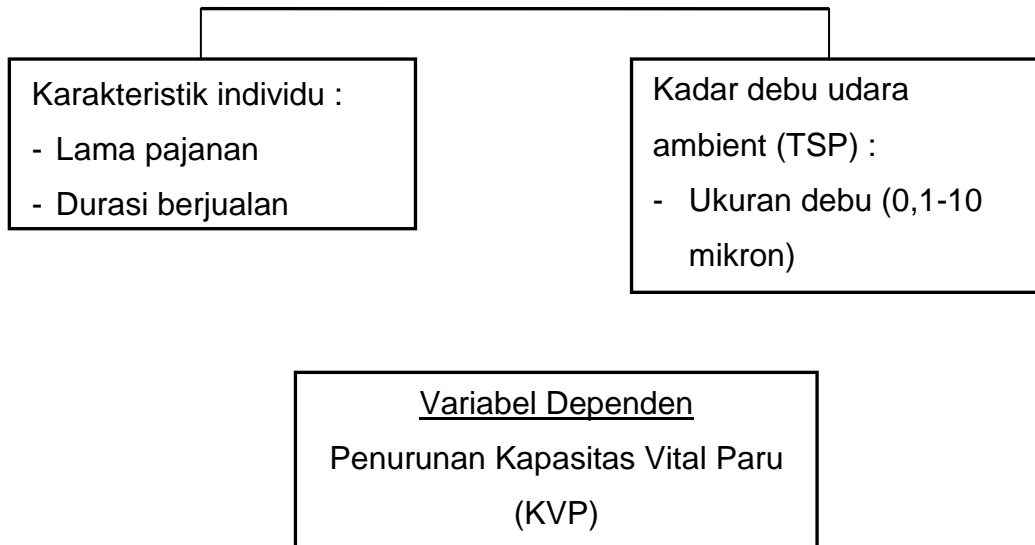 Karakteristik individu :
- Lama pajanan
- Durasi berjualan
Kadar debu udara
ambient (TSP) :
- Ukuran debu (0,1-10
mikron)
Variabel Dependen
Penurunan Kapasitas Vital Paru
(KVP)